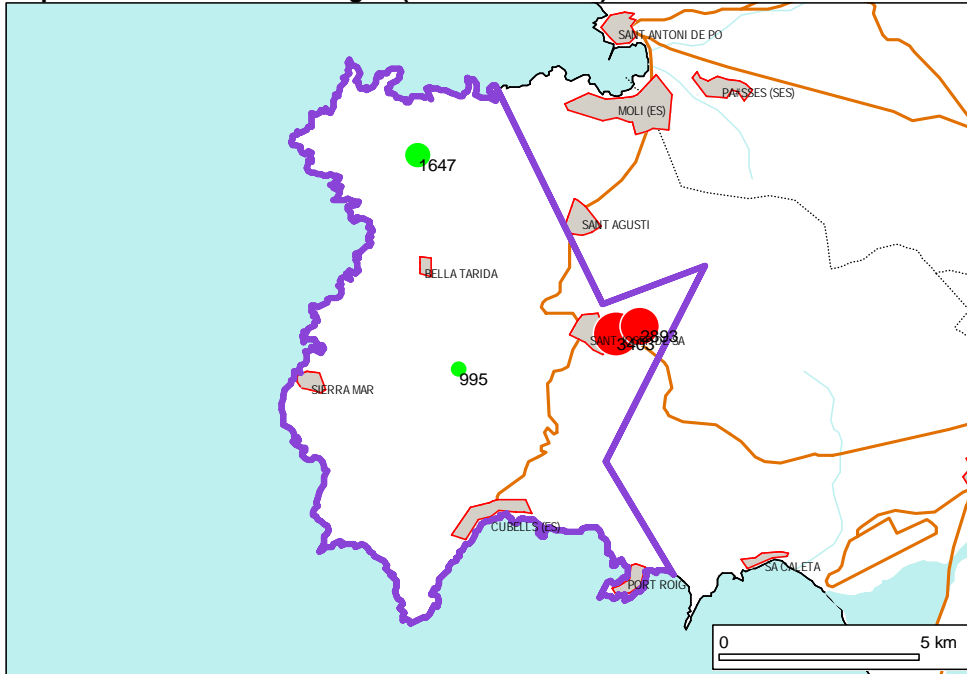 SANT ANTONI DE PO
PAÏSSES (SES)
MOLI (ES)
1647
SANT AGUSTI
BELLA TARIDA
2893
3403
995
SIERRA MAR
CUBELLS (ES)
SA CALETA
PORT ROIG
0 5 km